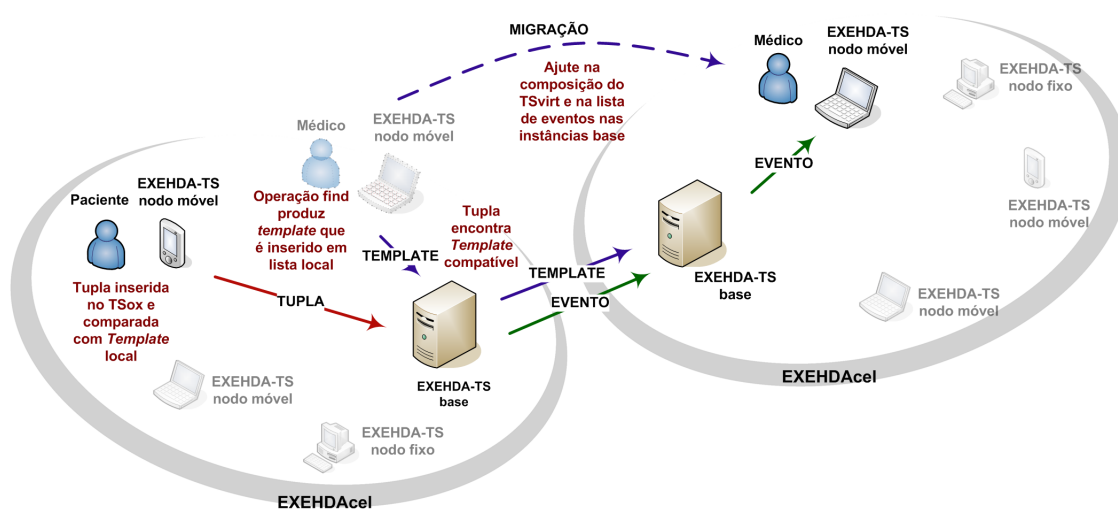 MIGRAÇÃO
Ajute na
composição do
TSvirt e na lista
de eventos nas
instâncias base
Médico
EXEHDA-TS
nodo móvel
EXEHDA-TS
nodo fixo
EXEHDA-TS
nodo móvel
EXEHDA-TS
nodo móvel
EVENTO
EXEHDA-TS
base
EXEHDAcel
Médico
EXEHDA-TS
nodo móvel
Operação find
produz
template que
é inserido em
lista local
Paciente
EXEHDA-TS
nodo móvel
Tupla inserida
no TSox e
comparada
com Template
local
Tupla
encontra
Template
compatível
TEMPLATE
TUPLA
TEMPLATE
EVENTO
EXEHDA-TS
base
EXEHDA-TS
nodo móvel
EXEHDA-TS
nodo fixo
EXEHDAcel